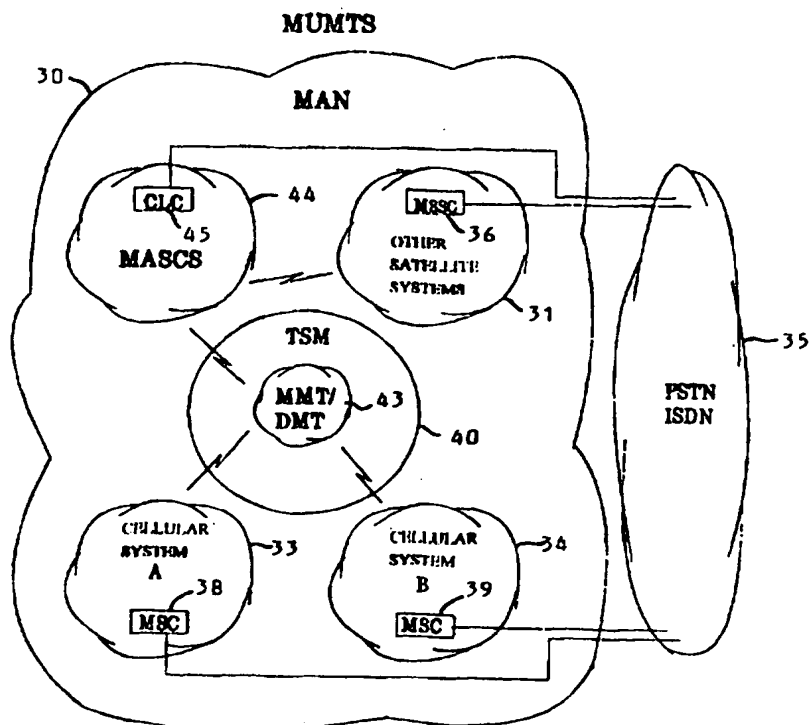 MUMTS
30
MAN
CLC
45
44
MASCS
MSSC
36
OTHER
SATELLITE
SYSTEMS
31
TSM
MMT/
DMT
43
40
35
PSTN
ISDN
CELLULAR
SYSTEM
A
33
38
MSC
CELLULAR
SYSTEM
B
34
39
MSC